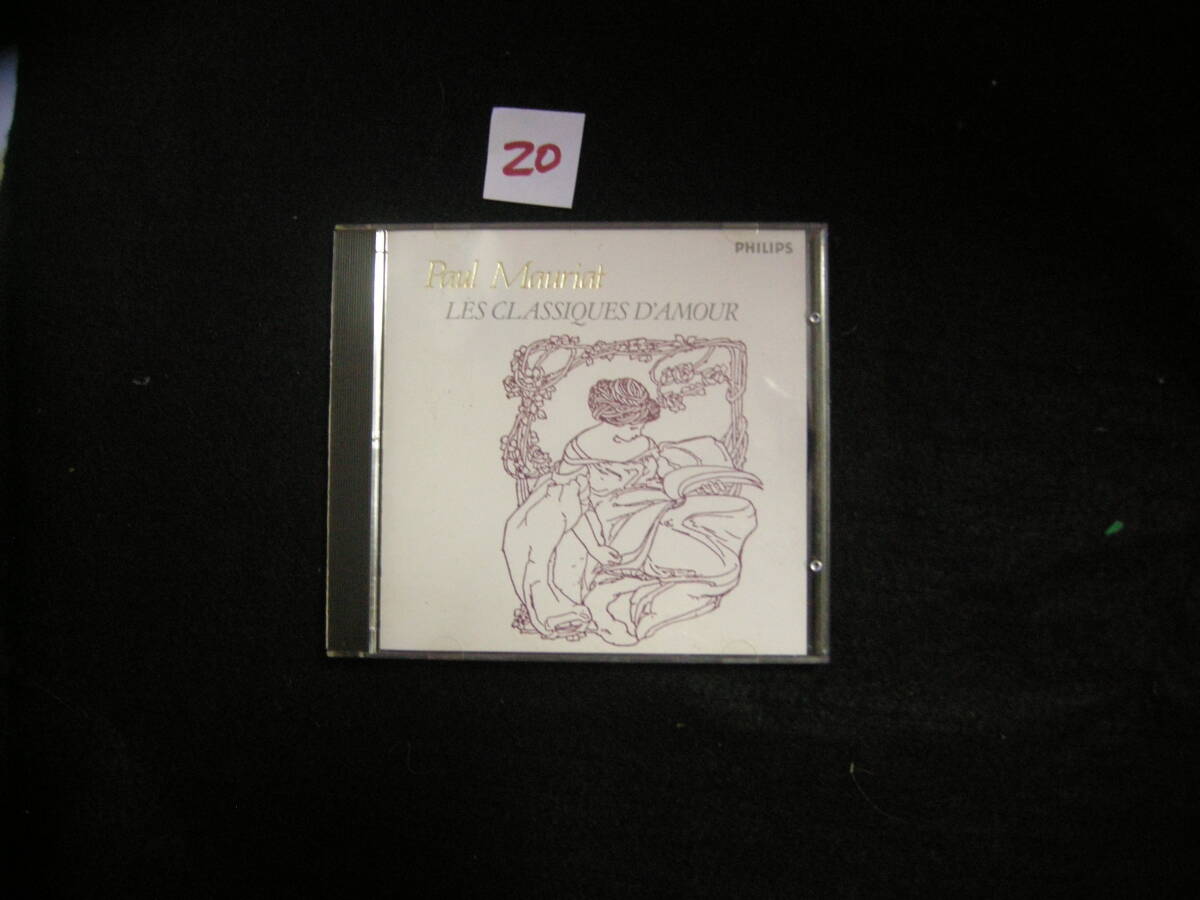 20
PHILIPS
Paul Mauriat
LES CLASSIQUES D'AMOUR